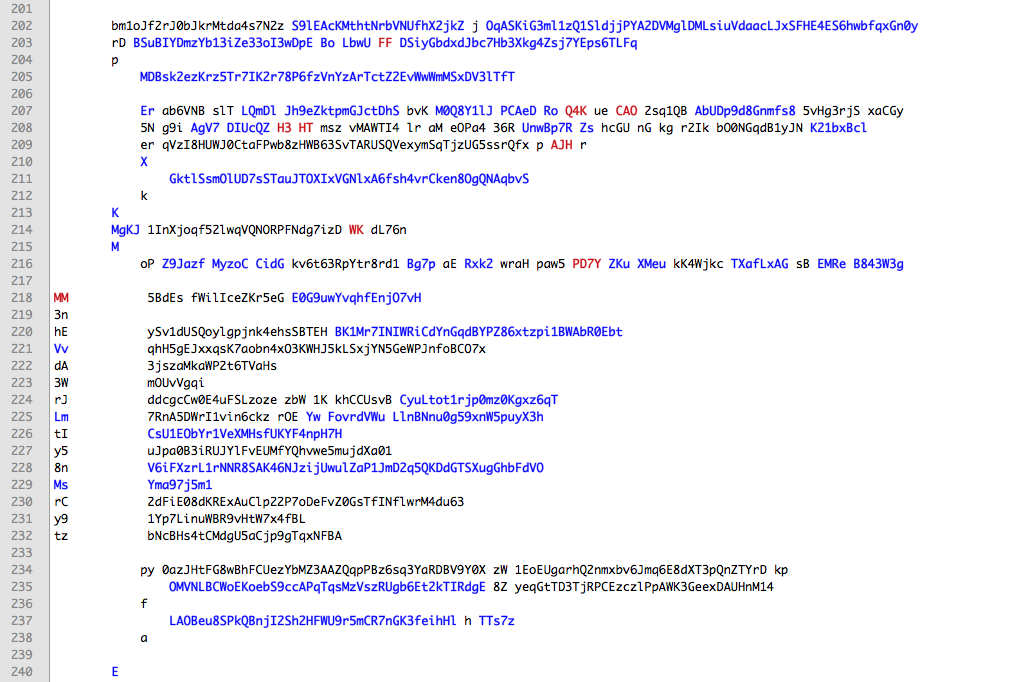 201
202 bm1oJf2rJ0bJkrMtda4s7N2z S9lEAcKMthtNrbVNUfhX2jkZ j OqASKiG3ml1zQ1SldjjPYA2DVMglDMLsiuVdaacLJxSFHE4ES6hwbfqxGn0y
203 rD BSuBIYDmzYb13iZe33oI3wDpE Bo LbwU FF DSiyGbdxdJbc7Hb3Xkg4Zsj7YEps6TLFq
204 p
205 MDBsk2ezKrz5Tr7IK2r78P6fzVnYzArTctZ2EvWwWmMSxDV3lTfT
206
207 Er ab6VNB slT LQmDl Jh9eZktpmGJctDhS bvK M0Q8Y1lJ PCAeD Ro Q4K ue CAO 2sq1QB AbUDp9d8Gnmfs8 5vHg3rjS xaCGy
208 5N g9i AgV7 DIUcQZ H3 HT msz vMAWTI4 lr aM eOPa4 36R UnwBp7R Zs hcGU nG kg r2Ik bO0NGqdB1yJN K21bxBcl
209 er qVzI8HUWJ0CtaFPwb8zHWB63SvTARUSQVexymSqTjzUG5ssrQfx p AJH r
210 X
211 GktlSsmOlUD7sSTauJTOXIxVGNlxA6fsh4vrCken8OgQNAqbvS
212 k
213 K
214 MgKJ 1InXjoqf52lwqVQNORPFNdg7izD WK dL76n
215 M
216 oP Z9Jazf MyzoC CidG kv6t63RpYtr8rd1 Bg7p aE Rxk2 wraH paw5 PD7Y ZKu XMeu kK4Wjkc TXafLxAG sB EMRe B843W3g
217
218 MM 5BdEs fWilIceZKr5eG E0G9uwYvqhfEnjO7vH
219 3n
220 hE ySv1dUSQoylgpjnk4ehsSBTEH BK1Mr7INIWRiCdYnGqdBYPZ86xtzpi1BWAbR0Ebt
221 Vv qhH5gEJxxqsK7aobn4xO3KWHJ5kLSxjYN5GeWPJnfoBCO7x
222 dA 3jszaMkaWP2t6TVaHs
223 3W mOUvVgqi
224 rJ ddcgcCw0E4uFSLzoze zbW 1K khCCUsvB CyuLtot1rjp0mz0Kgxz6qT
225 Lm 7RnA5DWrI1vin6ckz rOE Yw FovrdVWu LlnBNnu0g59xnW5puyX3h
226 tI CsU1EObYr1VeXMHsfUKYF4npH7H
227 y5 uJpa0B3iRUJYlFvEUMfYQhvwe5mujdXa01
228 8n V6iFXzrL1rNNR8SAK46NJzijUwulZaP1JmD2q5QKDdGTSXugGhbFdVO
229 Ms Yma97j5m1
230 rC 2dFiE08dKRExAuClp22P7oDeFvZ0GsTfINflwrM4du63
231 y9 1Yp7LinuWBR9vHtW7x4fBL
232 tz bNcBHs4tCMdgU5aCjp9gTqxNFBA
233
234 py 0azJHtFG8wBhFCUezYbMZ3AAZQqpPBz6sq3YaRDBV9Y0X zW 1EoEUgarhQ2nmxbv6Jmq6E8dXT3pQnZTYrD kp
235 OMVNLBCWoEKoebS9ccAPqTqsMzVszRUgb6Et2kTIRdgE 8Z yeqGtTD3TjRPCEzczlPpAWK3GeexDAUHnM14
236 f
237 LAOBeu8SPkQBnjI2Sh2HFWU9r5mCR7nGK3feihHl h TTs7z
238 a
239
240 E